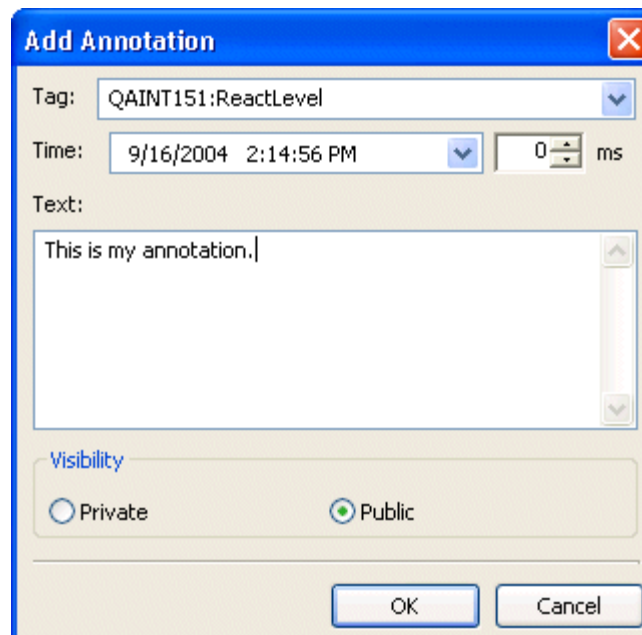 Add Annotation
Tag: QAINT151:ReactLevel
Time: 9/16/2004 2:14:56 PM 0 ms
Text:
This is my annotation.
Visibility
Private Public
OK Cancel